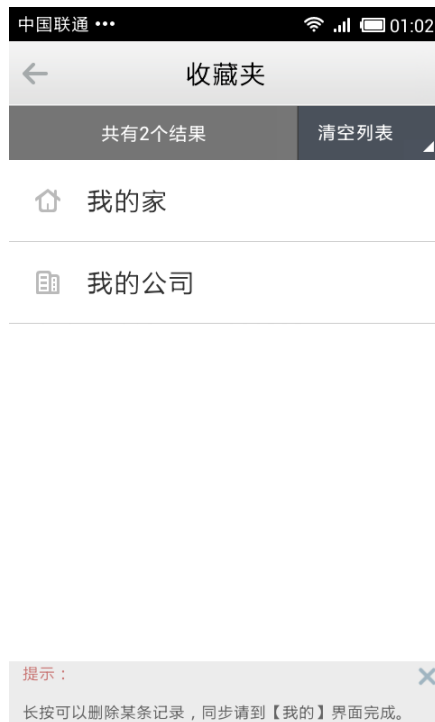 中国联通 ••• 01:02
收藏夹
共有2个结果 清空列表
我的家
我的公司
提示：
长按可以删除某条记录，同步请到【我的】界面完成。